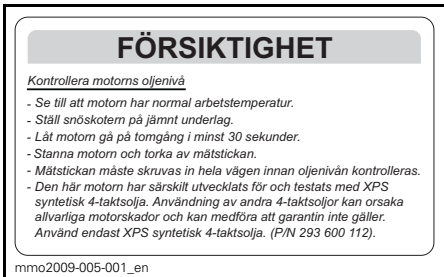 FÖRSIKTIGHET
Kontrollera motorns oljenivå
- Se till att motorn har normal arbetstemperatur.
- Ställ snöskotern på jämnt underlag.
- Låt motorn gå på tomgång i minst 30 sekunder.
- Stanna motorn och torka av mätstickan.
- Mätstickan måste skruvas in hela vägen innan oljenivån kontrolleras.
- Den här motorn har särskilt utvecklats för och testats med XPS
syntetisk 4-taktsolja. Användning av andra 4-taktsoljor kan orsaka
allvarliga motorskador och kan medföra att garantin inte gäller.
Använd endast XPS syntetisk 4-taktsolja. (P/N 293 600 112).
mmo2009-005-001_en